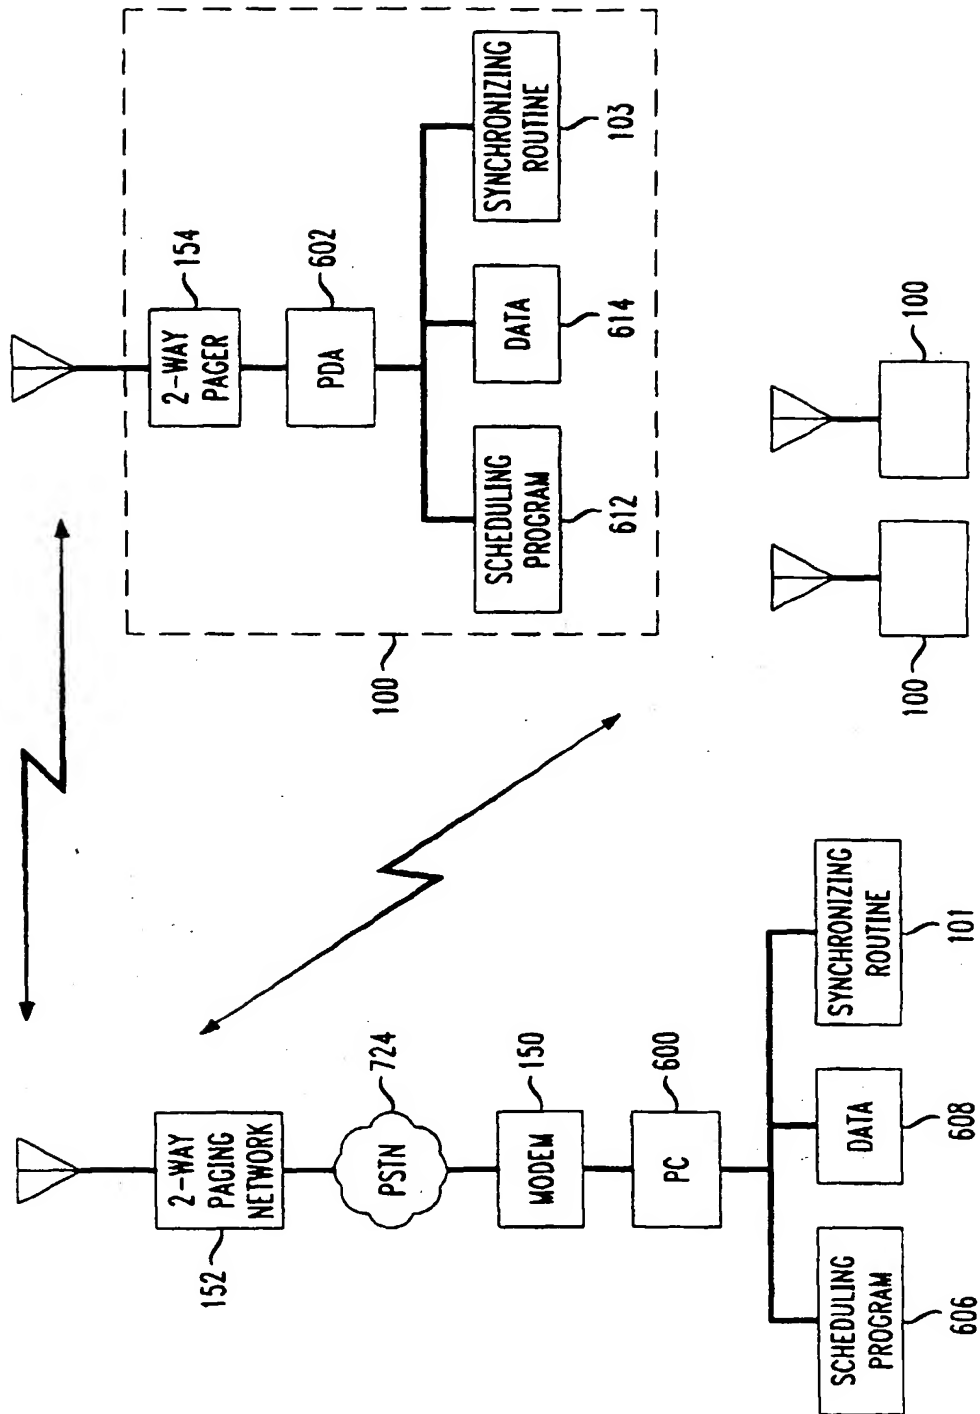 2-WAY
PAGING
NETWORK
152
PSTN
724
MODEM
150
PC
600
SCHEDULING
PROGRAM
606
DATA
608
SYNCHRONIZING
ROUTINE
101
2-WAY
PAGER
154
PDA
602
SCHEDULING
PROGRAM
612
DATA
614
SYNCHRONIZING
ROUTINE
103
100
100
100